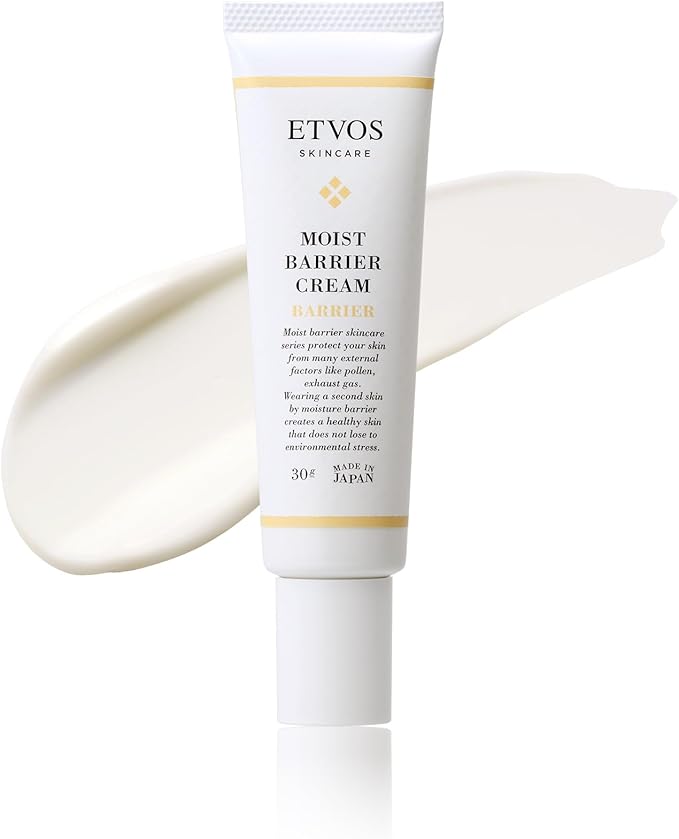 ETVOS
SKINCARE
MOIST
BARRIER
CREAM
BARRIER
Moist barrier skincare
series protect your skin
from many external
factors like pollen,
exhaust gas.
Wearing a second skin
by moisture barrier
creates a healthy skin
that does not lose to
environmental stress.
30g
MADE IN
JAPAN